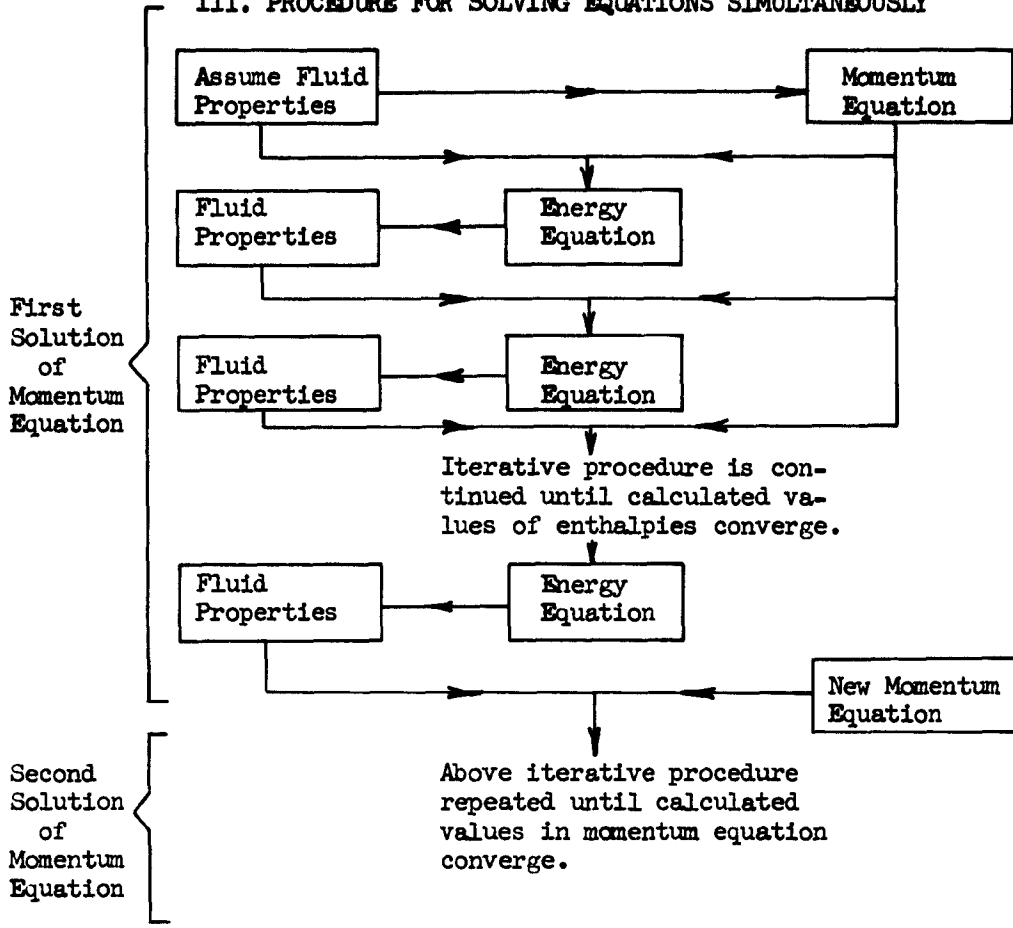 III. PROCEDURE FOR SOLVING EQUATIONS SIMULTANEOUSLY
Assume Fluid
Properties
Momentum
Equation
Fluid
Properties
Energy
Equation
First
Solution
of
Momentum
Equation
Fluid
Properties
Energy
Equation
Iterative procedure is con-
tinued until calculated va-
lues of enthalpies converge.
Fluid
Properties
Energy
Equation
New Momentum
Equation
Second
Solution
of
Momentum
Equation
Above iterative procedure
repeated until calculated
values in momentum equation
converge.